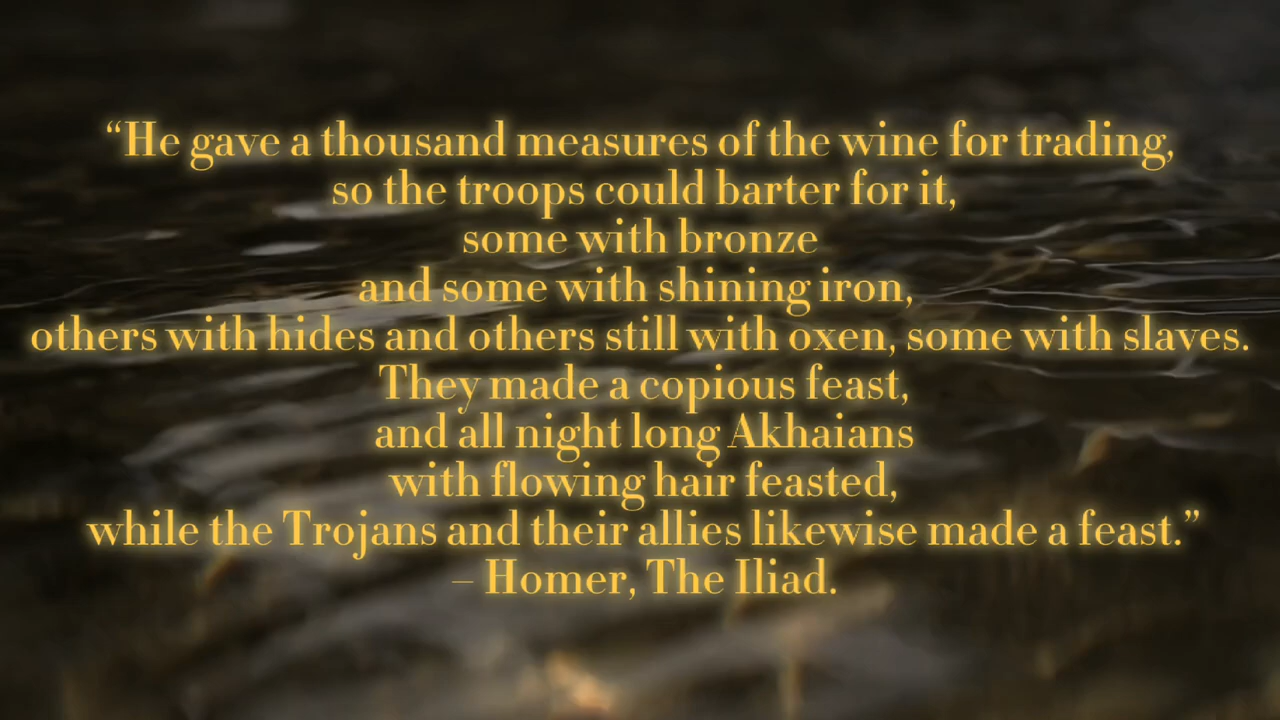 “He gave a thousand measures of the wine for trading,
so the troops could barter for it,
some with bronze
and some with shining iron,
others with hides and others still with oxen, some with slaves.
They made a copious feast,
and all night long Akhaians
with flowing hair feasted,
while the Trojans and their allies likewise made a feast.”
– Homer, The Iliad.